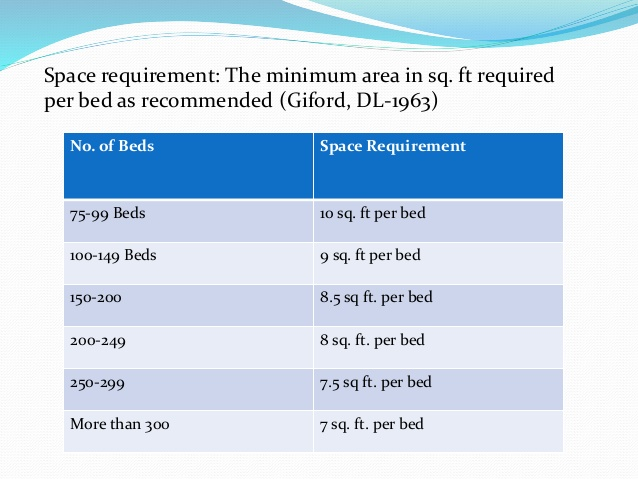 Space requirement: The minimum area in sq. ft required
per bed as recommended (Giford, DL-1963)
No. of Beds Space Requirement
75-99 Beds 10 sq. ft per bed
100-149 Beds 9 sq. ft per bed
150-200 8.5 sq ft. per bed
200-249 8 sq. ft. per bed
250-299 7.5 sq ft. per bed
More than 300 7 sq. ft. per bed